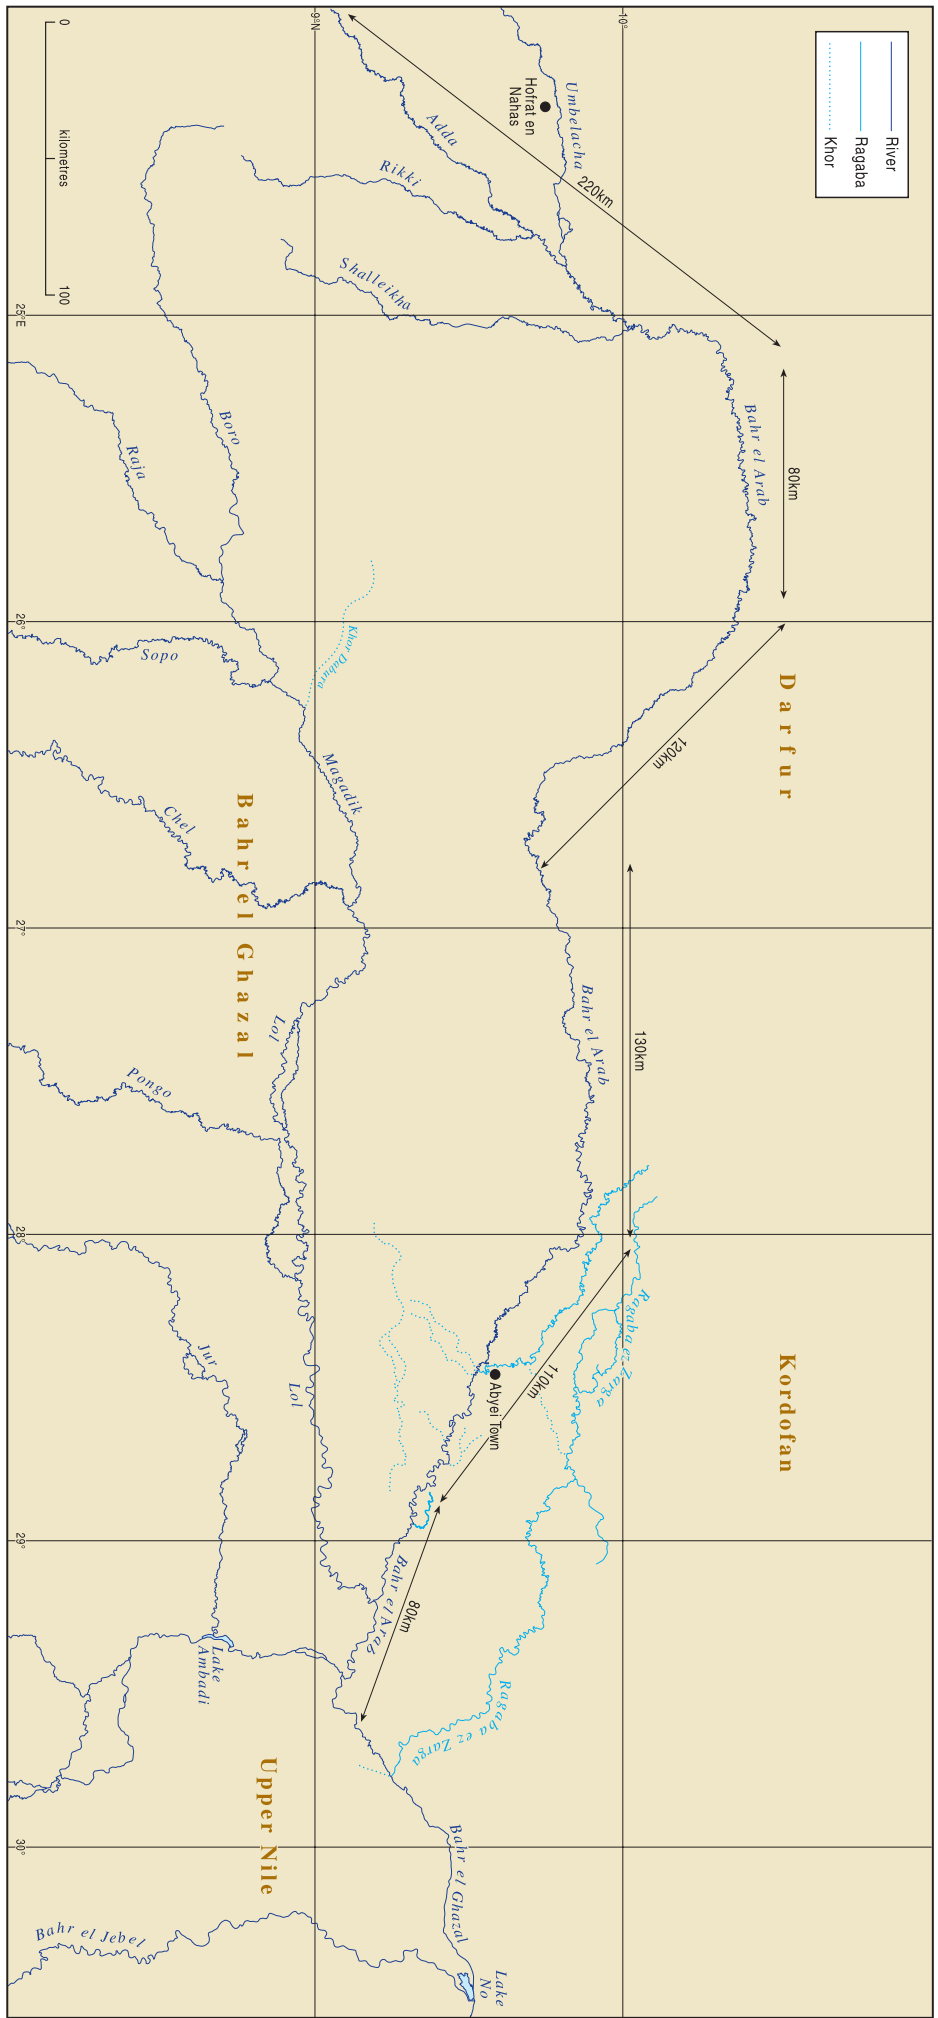 River
Ragaba
Khor
0
kilometres
100
9°N
10°
25°E
26°
27°
28°
29°
30°
Umbelacha
Hofrat en
Nahas
Adda
Rikki
Shalleikha
220km
Bahr el Arab
80km
Darfur
120km
Boro
Raja
Khor Dabura
Sopo
Magadik
Chel
Bahr el Ghazal
Bahr el Arab
130km
Lol
Pongo
Kordofan
Ragaba ez Zarga
110km
Abyei Town
Jur
Lol
Bahr el Arab
80km
Lake
Ambadi
Ragaba ez Zarga
Upper Nile
Bahr el Ghazal
Bahr el Jebel
Lake
No